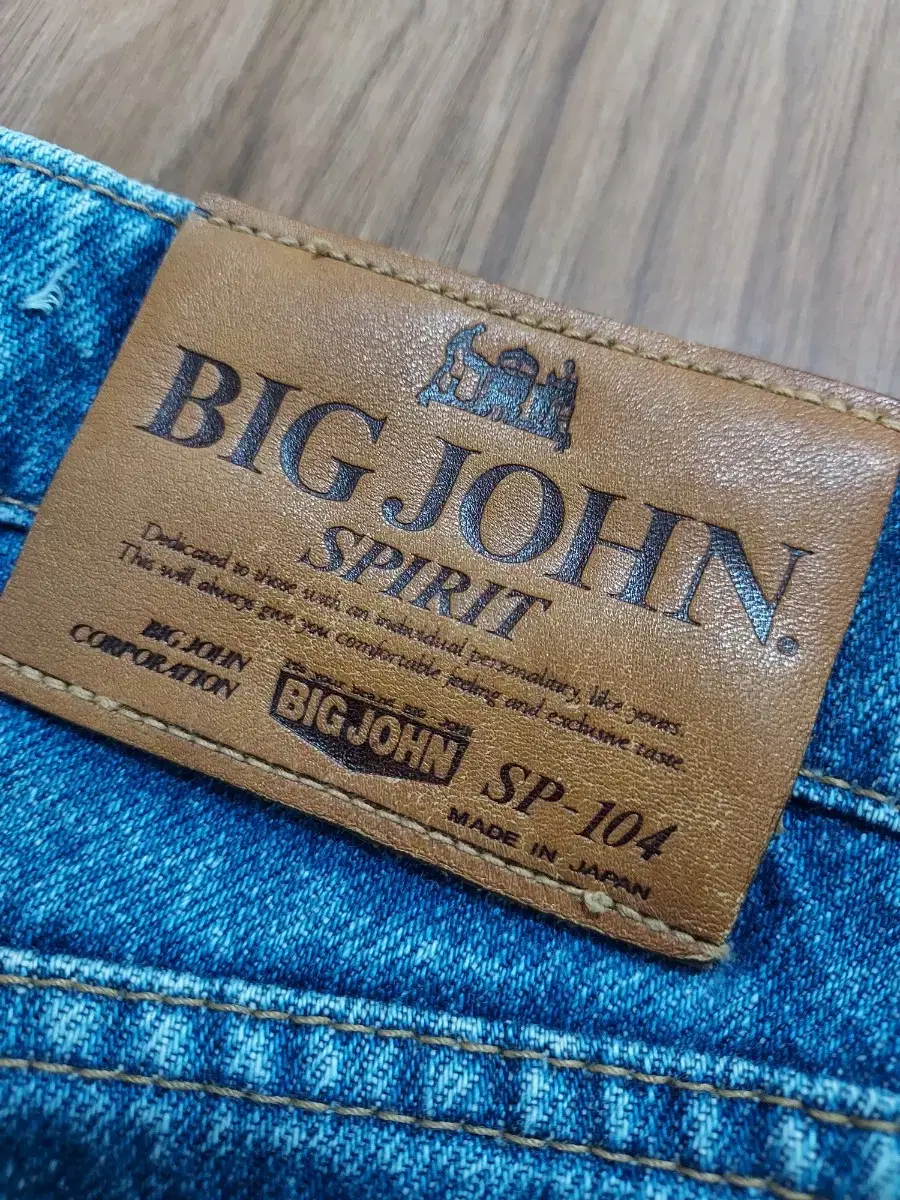 BIG JOHN.
SPIRIT
Dedicated to those with an individual personality, like yours.
This will always give you comfortable feeling and exclusive taste.
BIG JOHN
CORPORATION
BIG JOHN
SP-104
MADE IN JAPAN